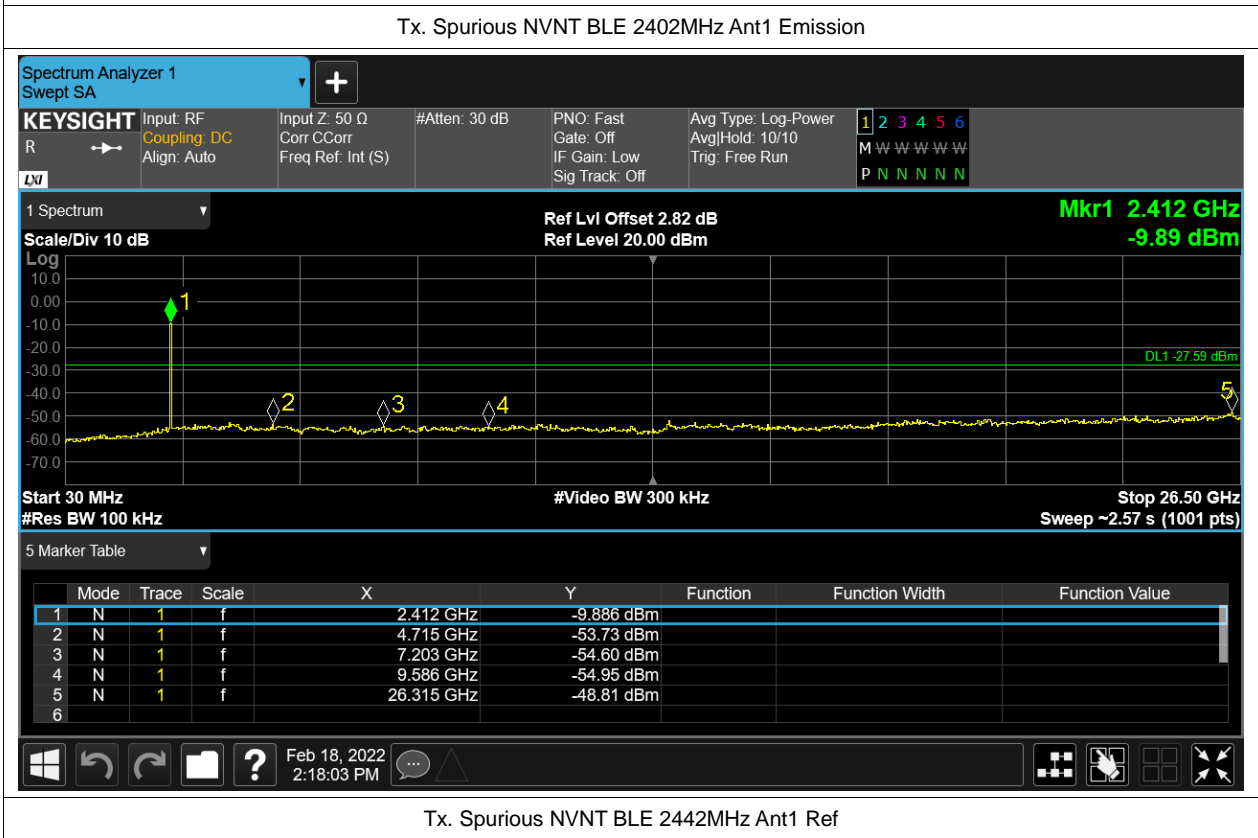 Tx. Spurious NVNT BLE 2402MHz Ant1 Emission
Spectrum Analyzer 1
Swept SA
▼
+
KEYSIGHT
R
LXI
Input: RF
Coupling: DC
Align: Auto
Input Z: 50 Ω
Corr CCorr
Freq Ref: Int (S)
#Atten: 30 dB
PNO: Fast
Gate: Off
IF Gain: Low
Sig Track: Off
Avg Type: Log-Power
Avg|Hold: 10/10
Trig: Free Run
1 2 3 4 5 6
M W W W W W
P N N N N N
1 Spectrum ▼
Scale/Div 10 dB
Ref Lvl Offset 2.82 dB
Ref Level 20.00 dBm
Mkr1 2.412 GHz
-9.89 dBm
Log
10.0
0.00
-10.0
-20.0
-30.0
-40.0
-50.0
-60.0
-70.0
1
2
3
4
5
DL1 -27.59 dBm
Start 30 MHz
#Res BW 100 kHz
#Video BW 300 kHz
Stop 26.50 GHz
Sweep ~2.57 s (1001 pts)
5 Marker Table ▼
Mode Trace Scale X Y Function Function Width Function Value
1 N 1 f 2.412 GHz -9.886 dBm
2 N 1 f 4.715 GHz -53.73 dBm
3 N 1 f 7.203 GHz -54.60 dBm
4 N 1 f 9.586 GHz -54.95 dBm
5 N 1 f 26.315 GHz -48.81 dBm
6
?
Feb 18, 2022
2:18:03 PM
Tx. Spurious NVNT BLE 2442MHz Ant1 Ref